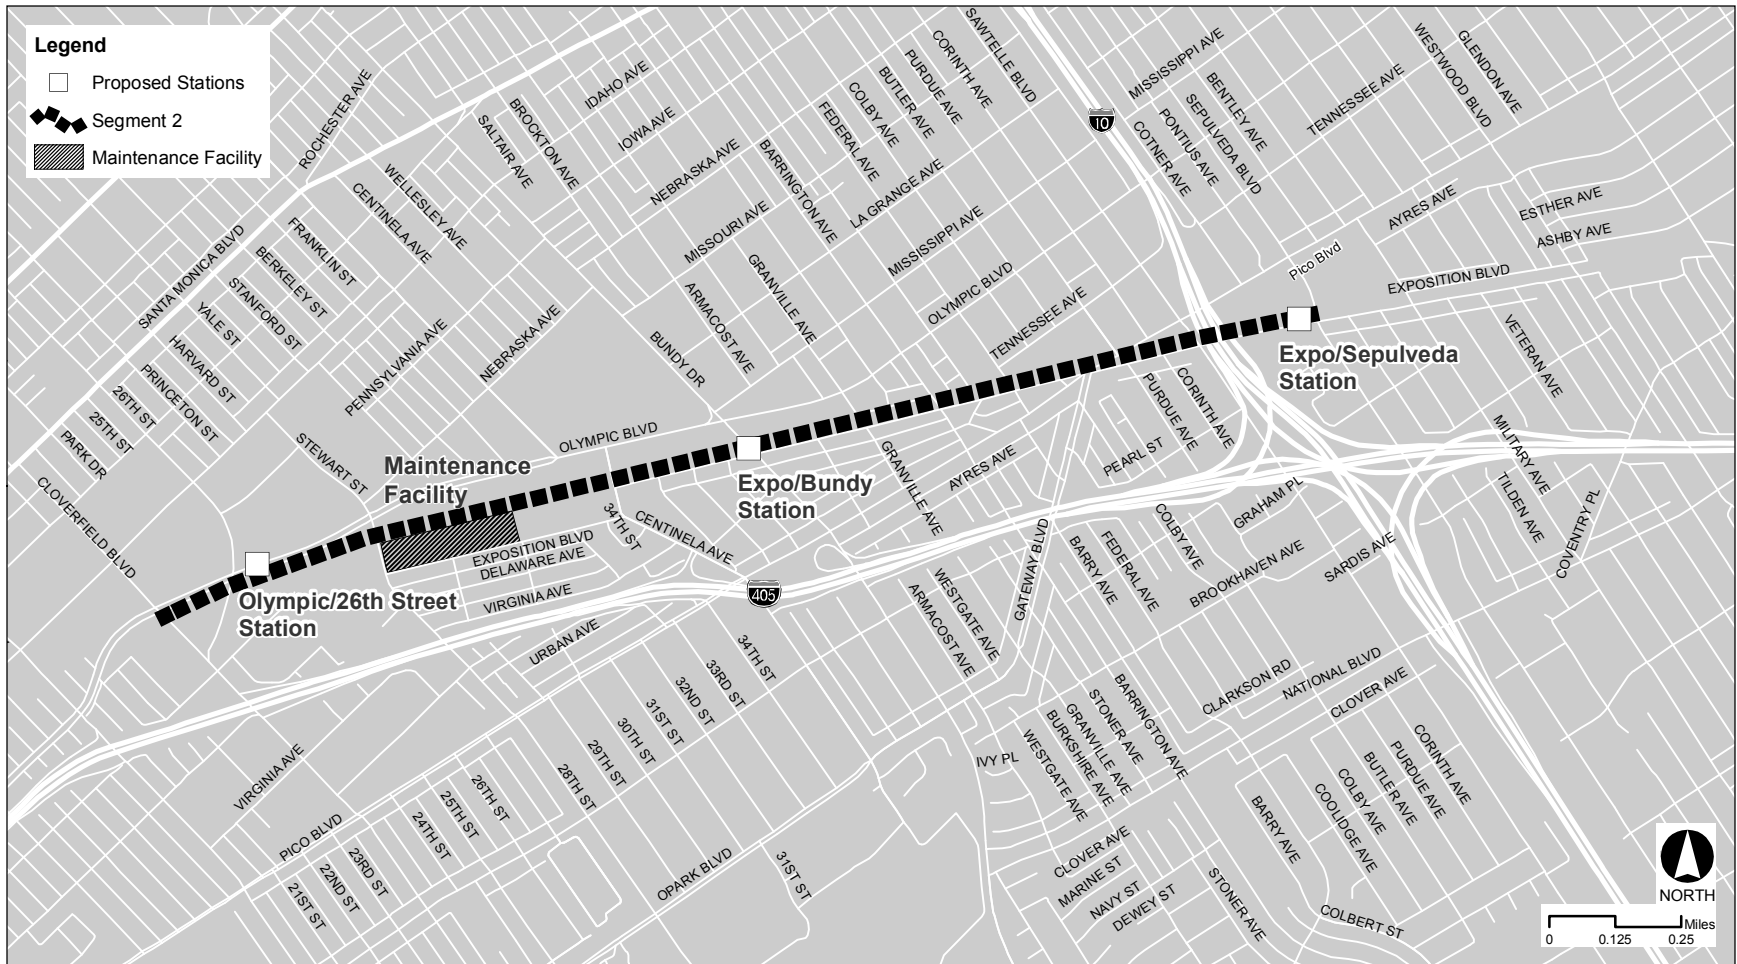 Legend
Proposed Stations
Segment 2
Maintenance Facility
ROCHESTER AVE
SANTA MONICA BLVD
IDAHO AVE
IOWA AVE
BROCKTON AVE
SALTAIR AVE
NEBRASKA AVE
WELLESLEY AVE
CENTINELA AVE
FRANKLIN ST
BERKELEY ST
STANFORD ST
YALE ST
HARVARD ST
PRINCETON ST
26TH ST
25TH ST
PARK DR
CLOVERFIELD BLVD
STEWART ST
PENNSYLVANIA AVE
NEBRASKA AVE
SAWTELLE BLVD
CORINTH AVE
PURDUE AVE
BUTLER AVE
COLBY AVE
FEDERAL AVE
BARRINGTON AVE
LA GRANGE AVE
MISSOURI AVE
MISSISSIPPI AVE
GRANVILLE AVE
ARMACOST AVE
BUNDY DR
OLYMPIC BLVD
TENNESSEE AVE
10
MISSISSIPPI AVE
BENTLEY AVE
SEPULVEDA BLVD
PONTIUS AVE
COTNER AVE
TENNESSEE AVE
WESTWOOD BLVD
GLENDON AVE
AYRES AVE
ESTHER AVE
ASHBY AVE
Pico Blvd
EXPOSITION BLVD
VETERAN AVE
Expo/Sepulveda
Station
CORINTH AVE
PURDUE AVE
PEARL ST
OLYMPIC BLVD
Maintenance
Facility
Expo/Bundy
Station
GRANVILLE AVE
AYRES AVE
MILITARY AVE
TILDEN AVE
COVENTRY PL
GRAHAM PL
COLBY AVE
SARDIS AVE
BROOKHAVEN AVE
FEDERAL AVE
BARRY AVE
GATEWAY BLVD
WESTGATE AVE
ARMACOST AVE
34TH ST
CENTINELA AVE
EXPOSITION BLVD
DELAWARE AVE
VIRGINIA AVE
405
Olympic/26th Street
Station
URBAN AVE
34TH ST
33RD ST
32ND ST
31ST ST
30TH ST
29TH ST
28TH ST
26TH ST
25TH ST
24TH ST
23RD ST
22ND ST
21ST ST
VIRGINIA AVE
PICO BLVD
OPARK BLVD
31ST ST
IVY PL
CLARKSON RD
NATIONAL BLVD
CLOVER AVE
BARRINGTON AVE
STONER AVE
GRANVILLE AVE
BURKSHIRE AVE
WESTGATE AVE
CORINTH AVE
PURDUE AVE
BUTLER AVE
COLBY AVE
COOLIDGE AVE
BARRY AVE
CLOVER AVE
MARINE ST
NAVY ST
DEWEY ST
STONER AVE
COLBERT ST
NORTH
Miles
0 0.125 0.25